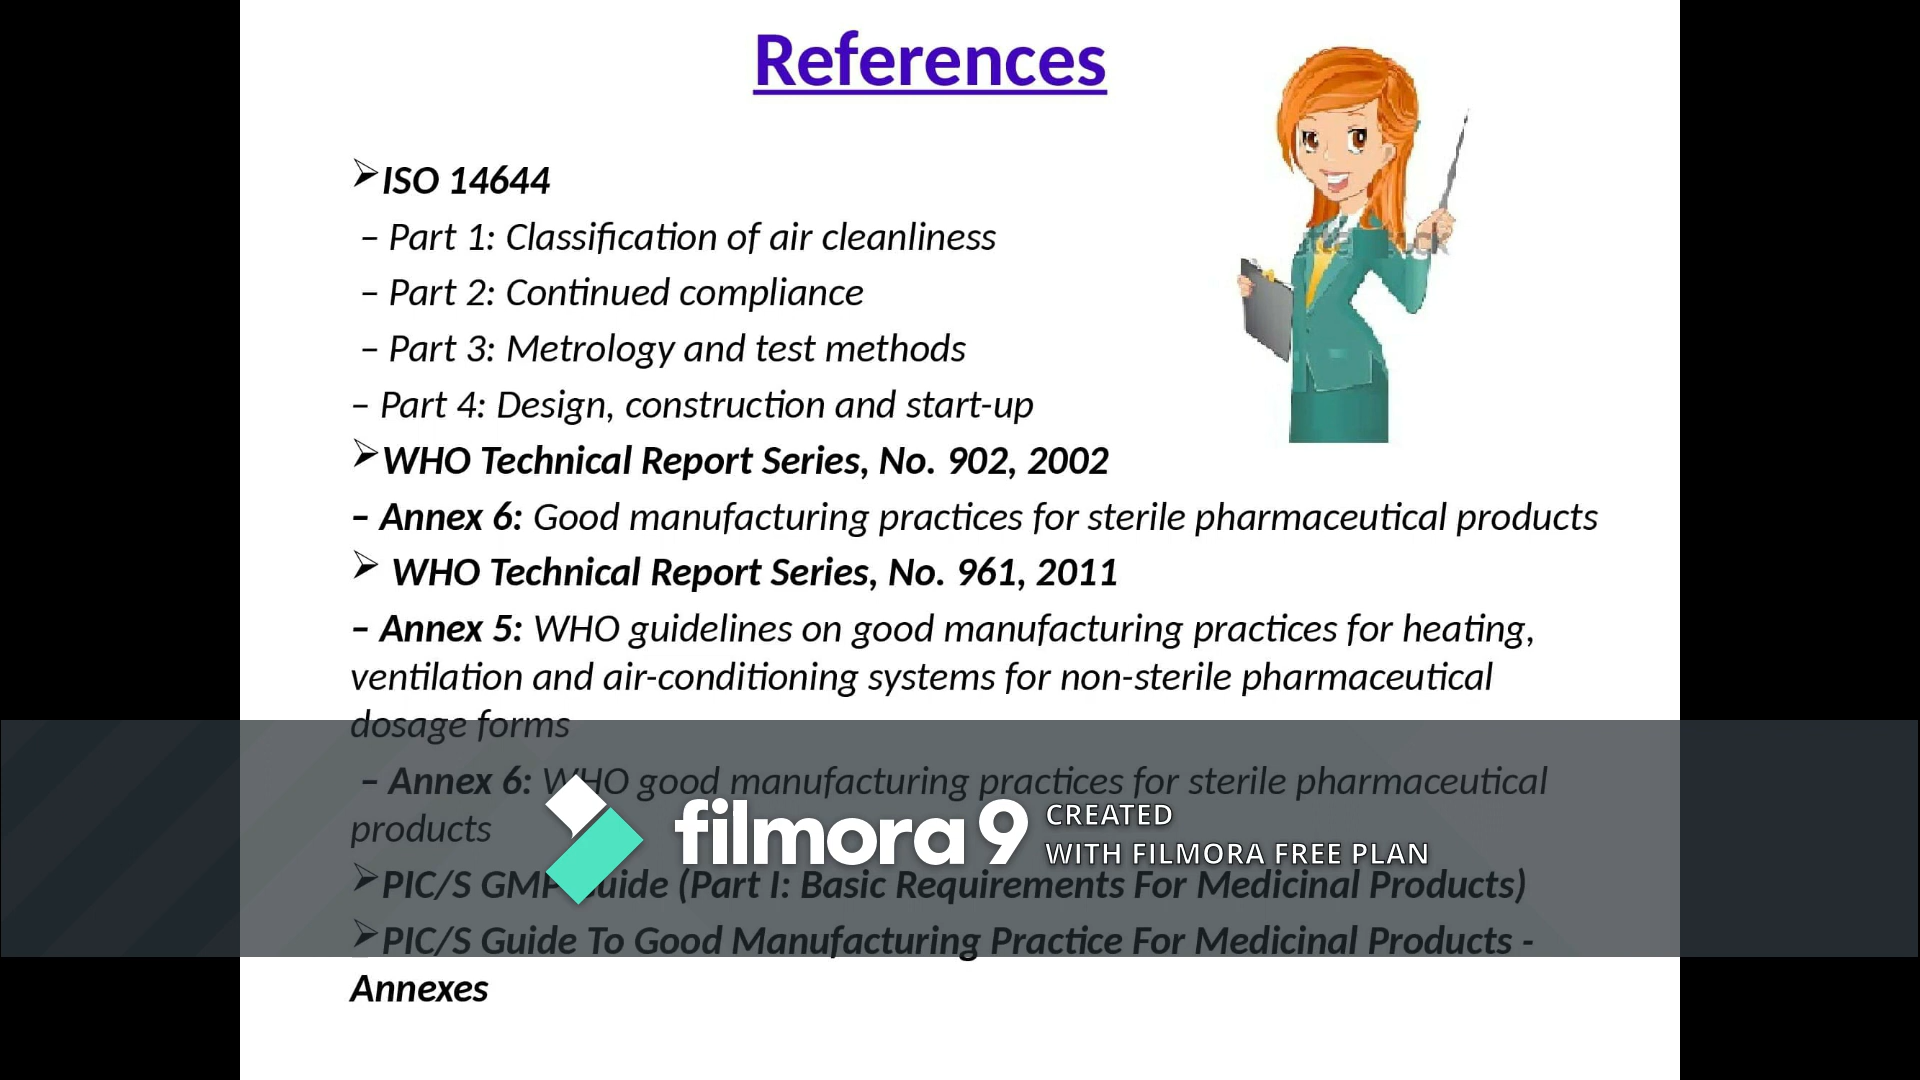 References
➢ISO 14644
– Part 1: Classification of air cleanliness
– Part 2: Continued compliance
– Part 3: Metrology and test methods
– Part 4: Design, construction and start-up
➢WHO Technical Report Series, No. 902, 2002
– Annex 6: Good manufacturing practices for sterile pharmaceutical products
➢ WHO Technical Report Series, No. 961, 2011
– Annex 5: WHO guidelines on good manufacturing practices for heating,
ventilation and air-conditioning systems for non-sterile pharmaceutical
dosage forms
– Annex 6: WHO good manufacturing practices for sterile pharmaceutical
products
filmora9 CREATED
WITH FILMORA FREE PLAN
➢PIC/S GMP Guide (Part I: Basic Requirements For Medicinal Products)
➢PIC/S Guide To Good Manufacturing Practice For Medicinal Products -
Annexes